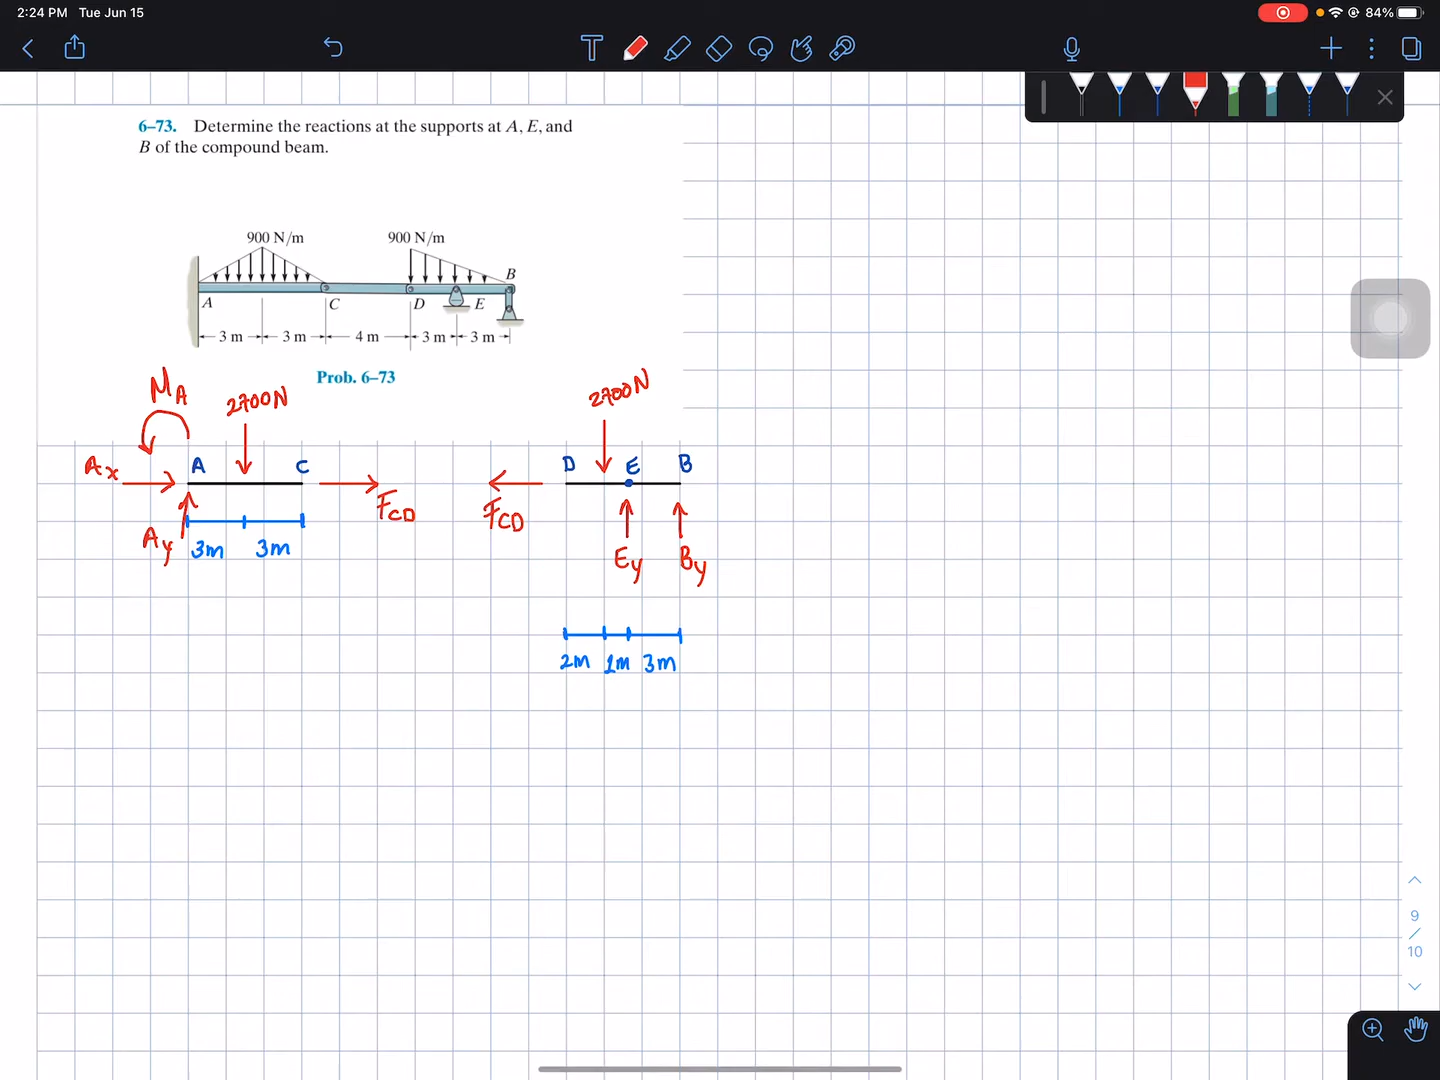 2:24 PM Tue Jun 15
84%
T
6–73. Determine the reactions at the supports at A, E, and
B of the compound beam.
900 N/m
900 N/m
B
A
C
D
E
3 m
3 m
4 m
3 m
3 m
Prob. 6–73
MA
2700N
2700N
Ax
A
C
D
E
B
FCD
FCD
Ay
3m
3m
Ey
By
2m
1m
3m
9
/
10